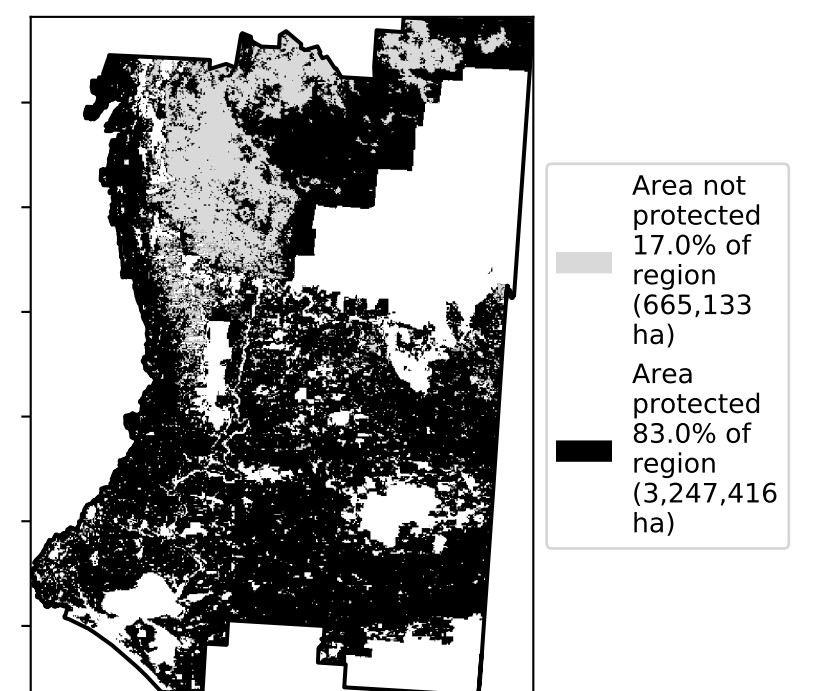 Area not
protected
17.0% of
region
(665,133
ha)
Area
protected
83.0% of
region
(3,247,416
ha)